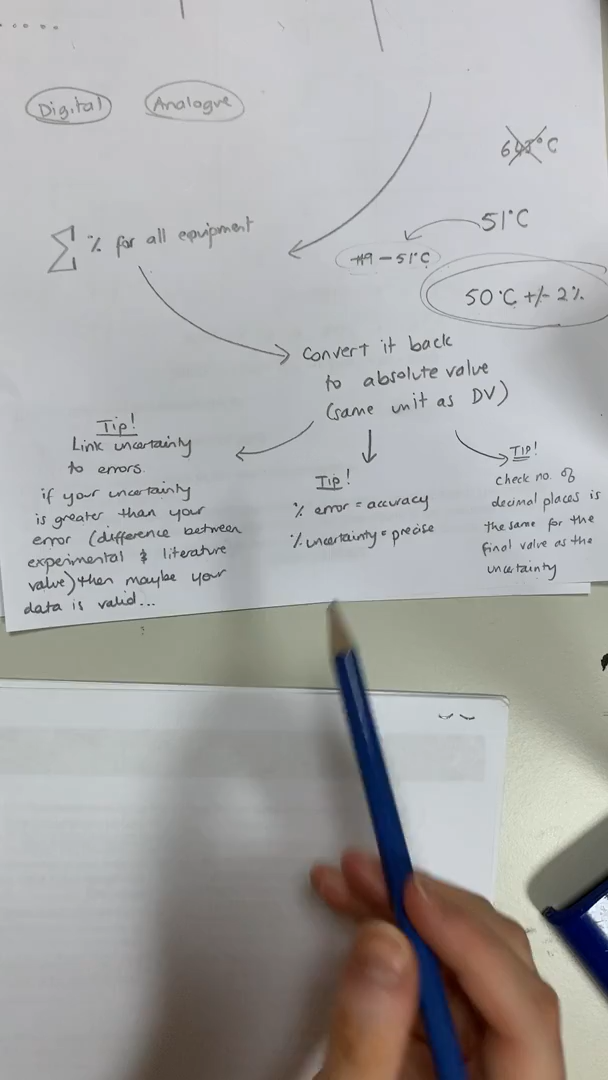 Digital Analogue
°C
51°C
Σ % for all equipment
49 - 51°C
50°C +/- 2%
Convert it back
to absolute value
(same unit as DV)
Tip!
Link uncertainty
to errors.
if your uncertainty
is greater than your
error (difference between
experimental & literature
value) then maybe your
data is valid...
Tip!
% error = accuracy
% uncertainty = precise
TIP!
check no. of
decimal places is
the same for the
final value as the
uncertainty